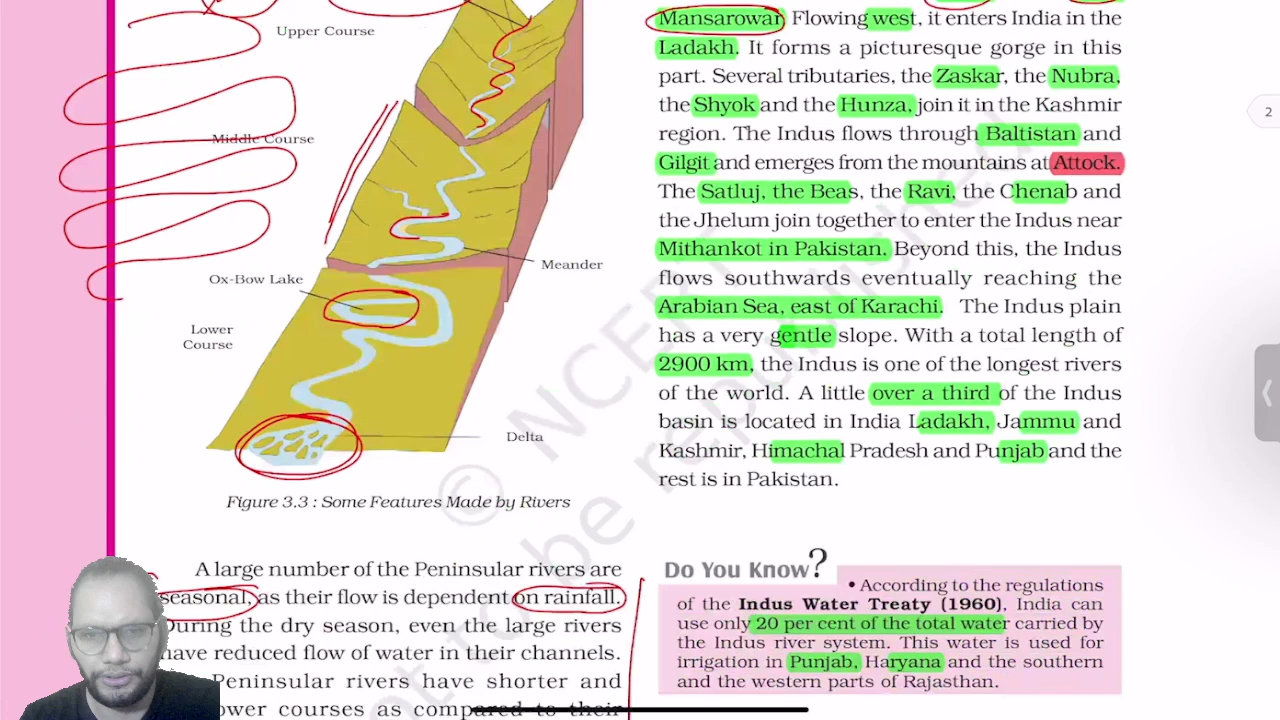 Upper Course
Middle Course
Meander
Ox-Bow Lake
Lower
Course
Delta
Figure 3.3 : Some Features Made by Rivers
A large number of the Peninsular rivers are
seasonal, as their flow is dependent on rainfall.
During the dry season, even the large rivers
have reduced flow of water in their channels.
Peninsular rivers have shorter and
courses as compared to their
Mansarowar. Flowing west, it enters India in the
Ladakh. It forms a picturesque gorge in this
part. Several tributaries, the Zaskar, the Nubra,
the Shyok and the Hunza, join it in the Kashmir
region. The Indus flows through Baltistan and
Gilgit and emerges from the mountains at Attock.
The Satluj, the Beas, the Ravi, the Chenab and
the Jhelum join together to enter the Indus near
Mithankot in Pakistan. Beyond this, the Indus
flows southwards eventually reaching the
Arabian Sea, east of Karachi. The Indus plain
has a very gentle slope. With a total length of
2900 km, the Indus is one of the longest rivers
of the world. A little over a third of the Indus
basin is located in India Ladakh, Jammu and
Kashmir, Himachal Pradesh and Punjab and the
rest is in Pakistan.
Do You Know?
• According to the regulations
of the Indus Water Treaty (1960), India can
use only 20 per cent of the total water carried by
the Indus river system. This water is used for
irrigation in Punjab, Haryana and the southern
and the western parts of Rajasthan.
© NCERT
be republished
2